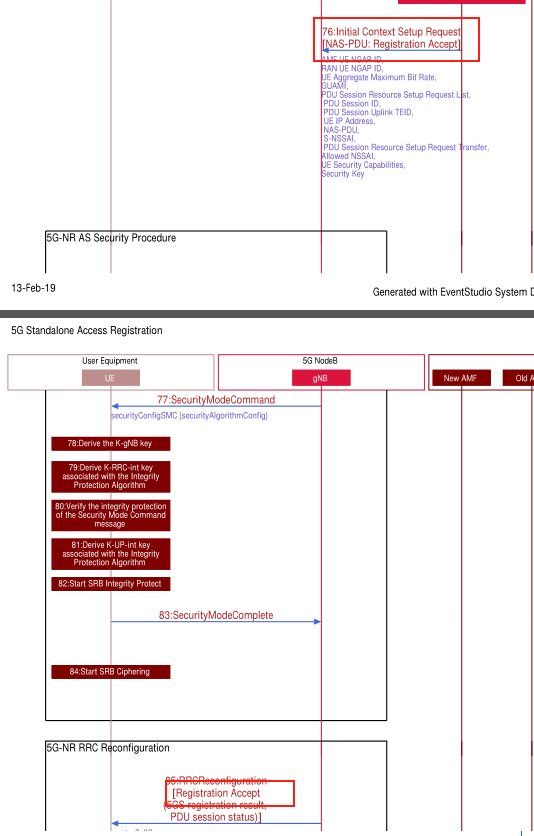 76:Initial Context Setup Request
[NAS-PDU: Registration Accept]
AMF UE NGAP ID,
RAN UE NGAP ID,
UE Aggregate Maximum Bit Rate,
GUAMI,
PDU Session Resource Setup Request List,
PDU Session ID,
PDU Session Uplink TEID,
UE IP Address,
NAS-PDU,
S-NSSAI,
PDU Session Resource Setup Request Transfer,
Allowed NSSAI,
UE Security Capabilities,
Security Key
5G-NR AS Security Procedure
13-Feb-19
Generated with EventStudio System D
5G Standalone Access Registration
User Equipment
5G NodeB
UE
gNB
New AMF
Old A
77:SecurityModeCommand
securityConfigSMC (securityAlgorithmConfig)
78:Derive the K-gNB key
79:Derive K-RRC-int key
associated with the Integrity
Protection Algorithm
80:Verify the integrity protection
of the Security Mode Command
message
81:Derive K-UP-int key
associated with the Integrity
Protection Algorithm
82:Start SRB Integrity Protect
83:SecurityModeComplete
84:Start SRB Ciphering
5G-NR RRC Reconfiguration
85:RRCReconfiguration
[Registration Accept
(5GS registration result,
PDU session status)]